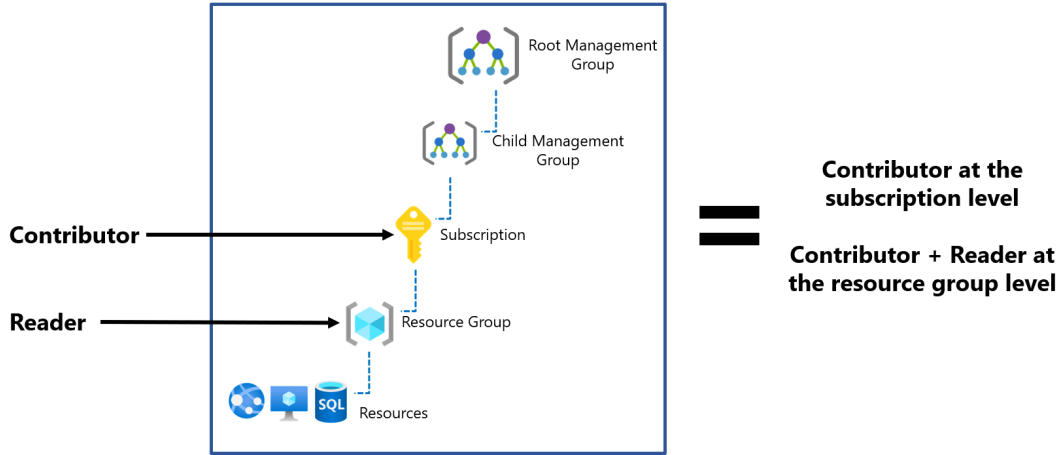 Root Management
Group
Child Management
Group
Contributor
Subscription
Reader
Resource Group
SQL
Resources
Contributor at the
subscription level
Contributor + Reader at
the resource group level